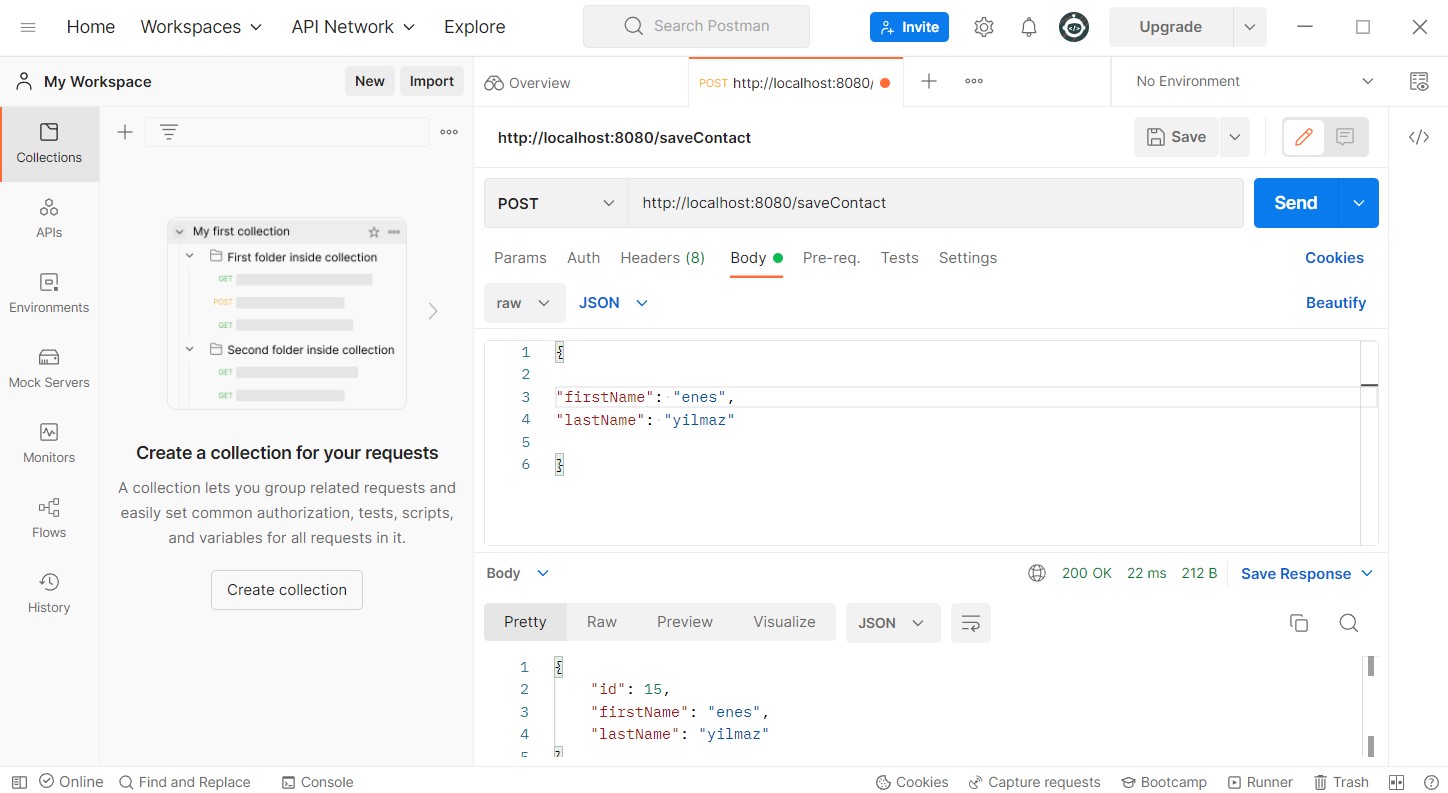 Home Workspaces API Network Explore Search Postman Invite Upgrade
My Workspace New Import Overview POST http://localhost:8080/ No Environment
Collections
APIs
Environments
Mock Servers
Monitors
Flows
History
My first collection
First folder inside collection
GET
POST
GET
Second folder inside collection
GET
GET
Create a collection for your requests
A collection lets you group related requests and
easily set common authorization, tests, scripts,
and variables for all requests in it.
Create collection
http://localhost:8080/saveContact Save </>
POST http://localhost:8080/saveContact Send
Params Auth Headers (8) Body Pre-req. Tests Settings Cookies
raw JSON Beautify
1 {
2
3 "firstName": "enes",
4 "lastName": "yilmaz"
5
6 }
Body 200 OK 22 ms 212 B Save Response
Pretty Raw Preview Visualize JSON
1 {
2 "id": 15,
3 "firstName": "enes",
4 "lastName": "yilmaz"
5 }
Online Find and Replace Console Cookies Capture requests Bootcamp Runner Trash